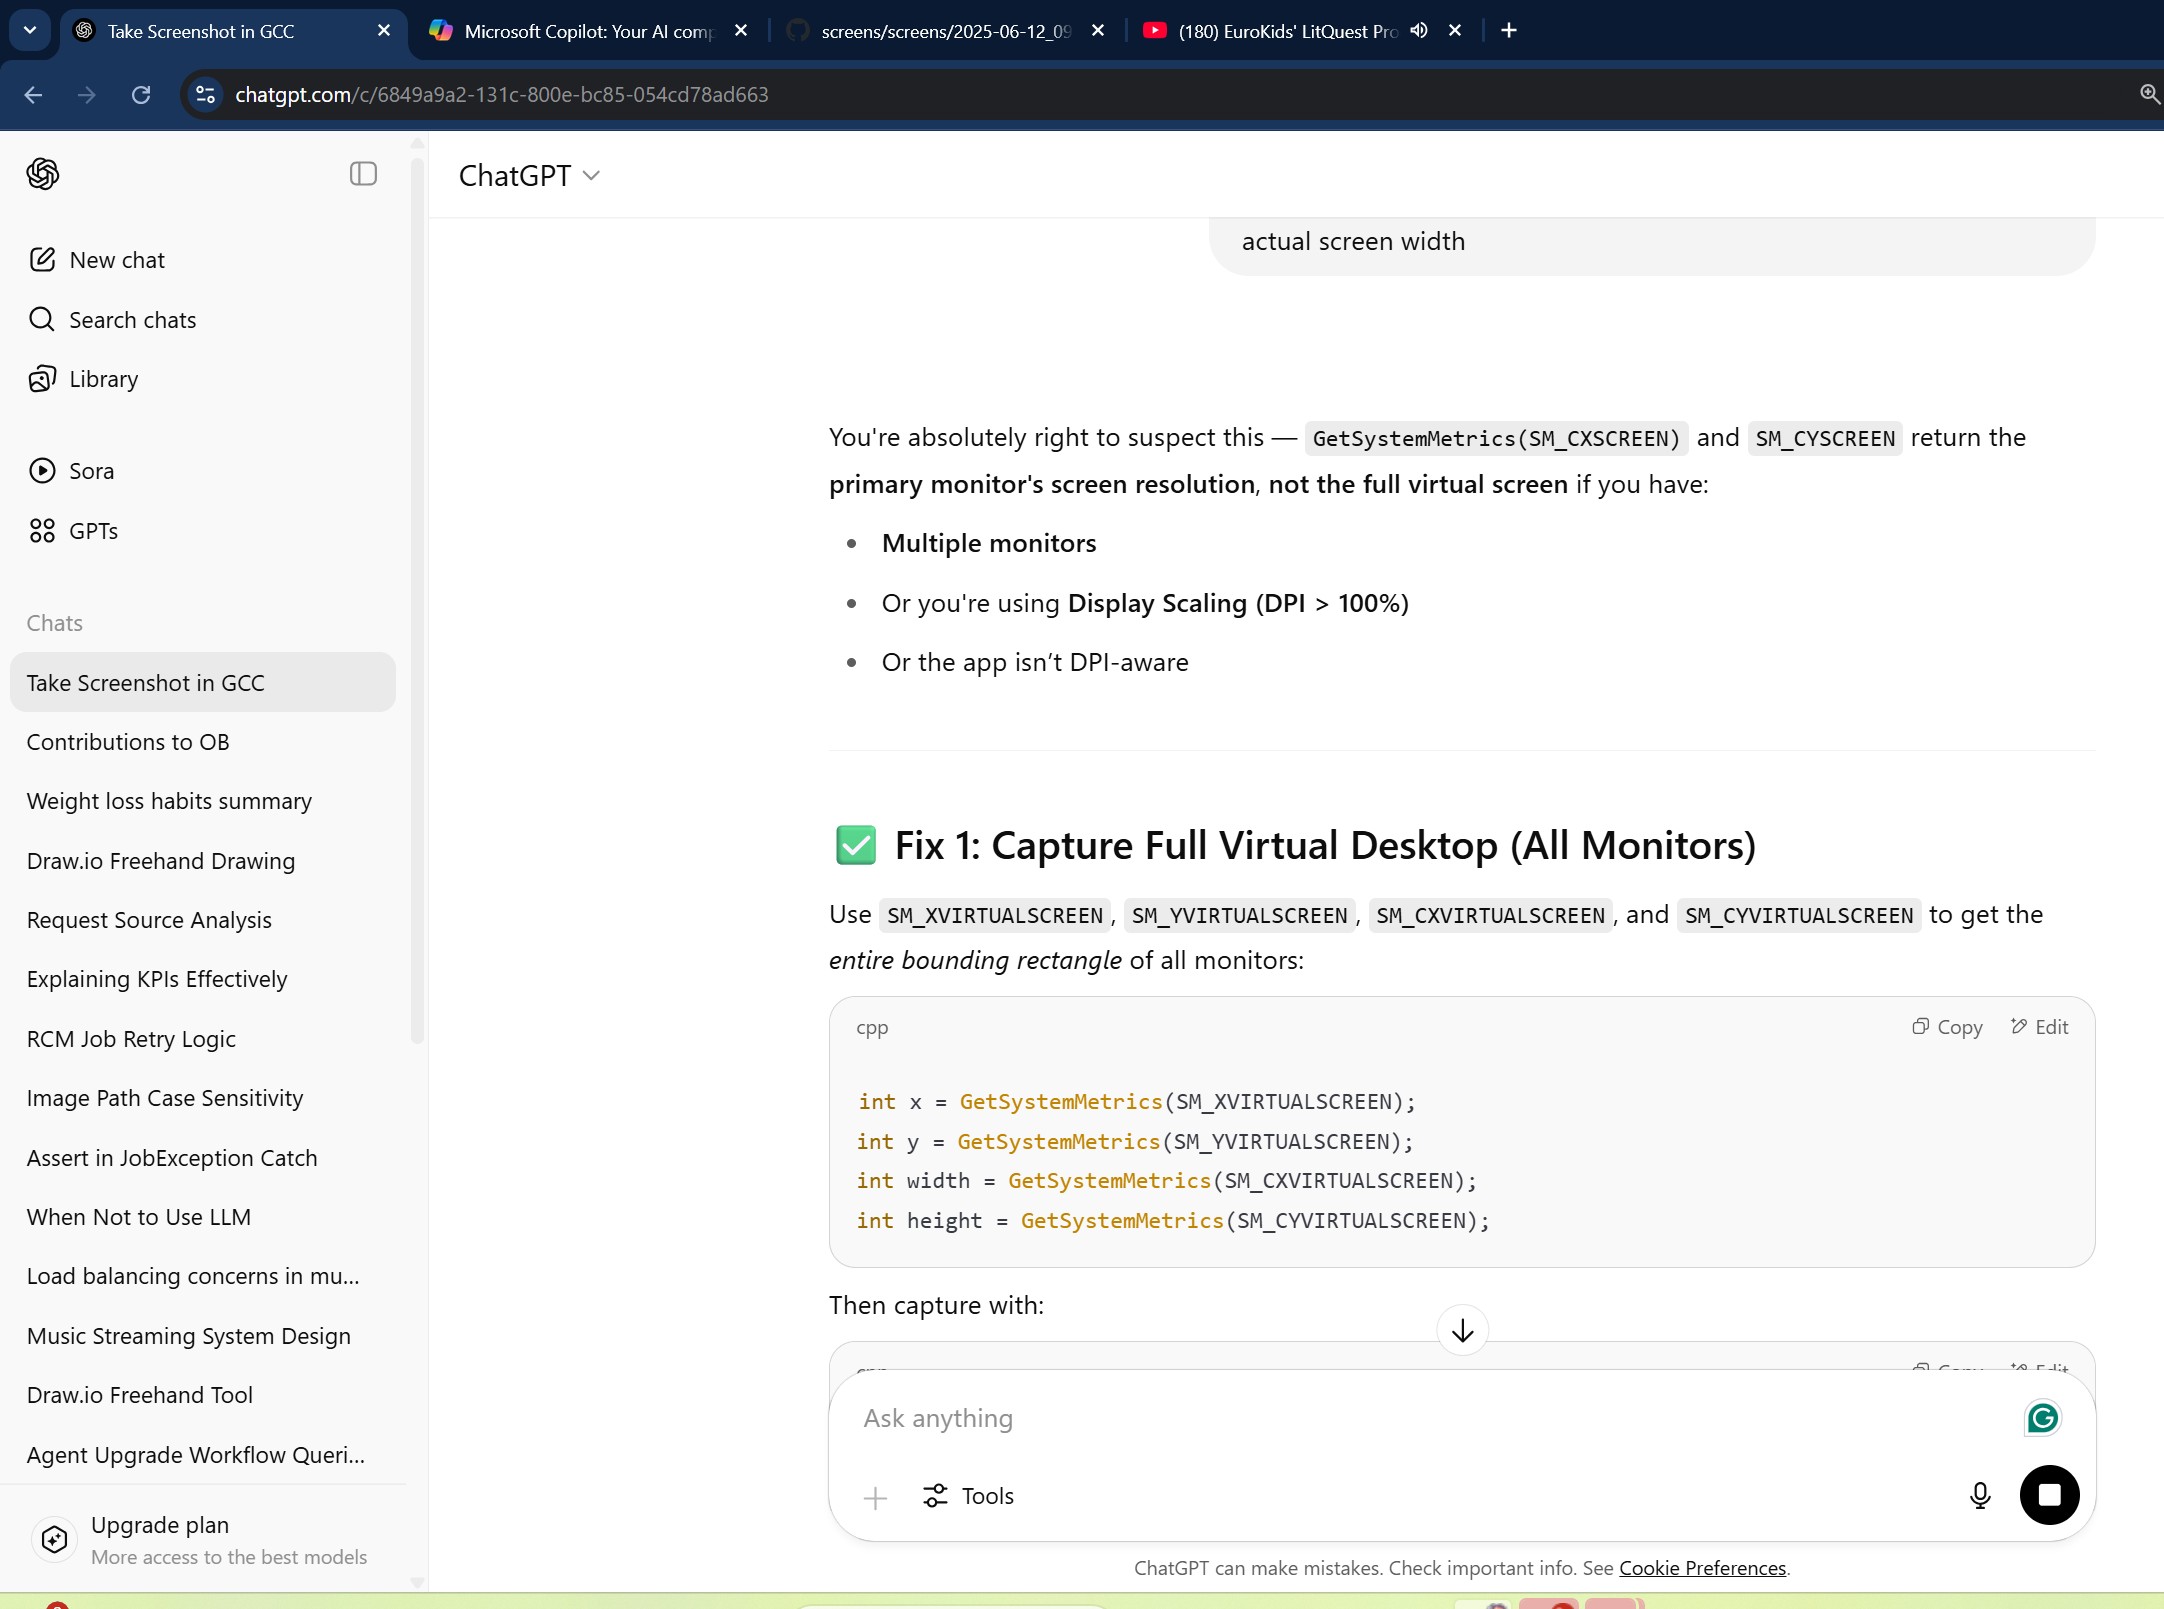 Take Screenshot in GCC
Microsoft Copilot: Your AI comp
screens/screens/2025-06-12_09
(180) EuroKids' LitQuest Pro
chatgpt.com/c/6849a9a2-131c-800e-bc85-054cd78ad663
New chat
Search chats
Library
Sora
GPTs
Chats
Take Screenshot in GCC
Contributions to OB
Weight loss habits summary
Draw.io Freehand Drawing
Request Source Analysis
Explaining KPIs Effectively
RCM Job Retry Logic
Image Path Case Sensitivity
Assert in JobException Catch
When Not to Use LLM
Load balancing concerns in mu...
Music Streaming System Design
Draw.io Freehand Tool
Agent Upgrade Workflow Queri...
Upgrade plan
More access to the best models
ChatGPT
actual screen width
You're absolutely right to suspect this — GetSystemMetrics(SM_CXSCREEN) and SM_CYSCREEN return the
primary monitor's screen resolution, not the full virtual screen if you have:
Multiple monitors
Or you're using Display Scaling (DPI > 100%)
Or the app isn’t DPI-aware
Fix 1: Capture Full Virtual Desktop (All Monitors)
Use SM_XVIRTUALSCREEN, SM_YVIRTUALSCREEN, SM_CXVIRTUALSCREEN, and SM_CYVIRTUALSCREEN to get the
entire bounding rectangle of all monitors:
cpp
Copy
Edit
int x = GetSystemMetrics(SM_XVIRTUALSCREEN);
int y = GetSystemMetrics(SM_YVIRTUALSCREEN);
int width = GetSystemMetrics(SM_CXVIRTUALSCREEN);
int height = GetSystemMetrics(SM_CYVIRTUALSCREEN);
Then capture with:
Ask anything
Tools
ChatGPT can make mistakes. Check important info. See Cookie Preferences.